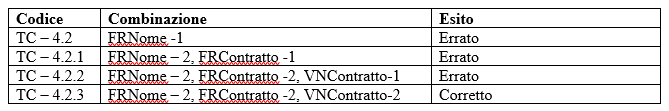 Codice Combinazione Esito
TC – 4.2 FRNome -1 Errato
TC – 4.2.1 FRNome – 2, FRContratto -1 Errato
TC – 4.2.2 FRNome – 2, FRContratto -2, VNContratto-1 Errato
TC – 4.2.3 FRNome – 2, FRContratto -2, VNContratto-2 Corretto